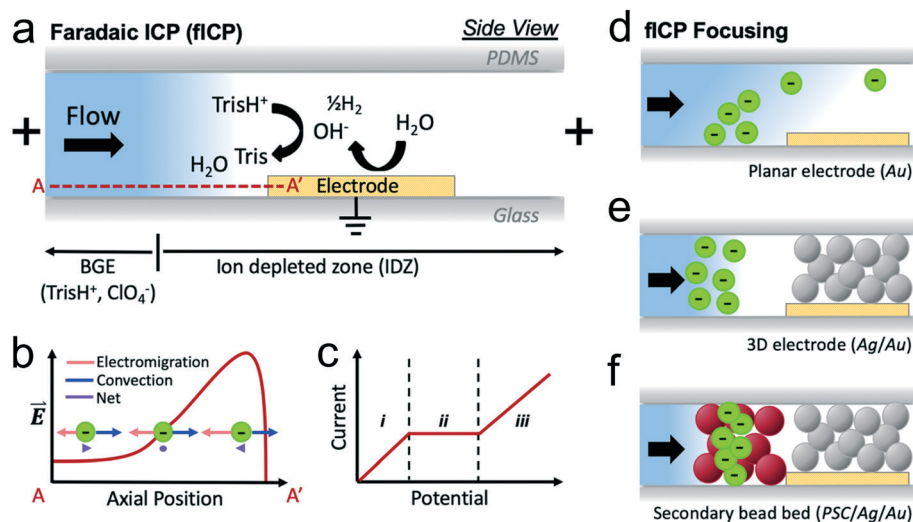 a Faradaic ICP (fICP)
Side View
PDMS
+
Flow
TrisH⁺
½H₂
OH⁻
H₂O
+
H₂O
Tris
A
A'
Electrode
Glass
BGE
(TrisH⁺, ClO₄⁻)
Ion depleted zone (IDZ)
b
Electromigration
Convection
Net
E
-
-
-
A
A'
Axial Position
c
Current
i
ii
iii
Potential
d fICP Focusing
-
-
-
-
-
-
-
Planar electrode (Au)
e
-
-
-
-
-
-
3D electrode (Ag/Au)
f
-
-
-
-
-
-
Secondary bead bed (PSC/Ag/Au)